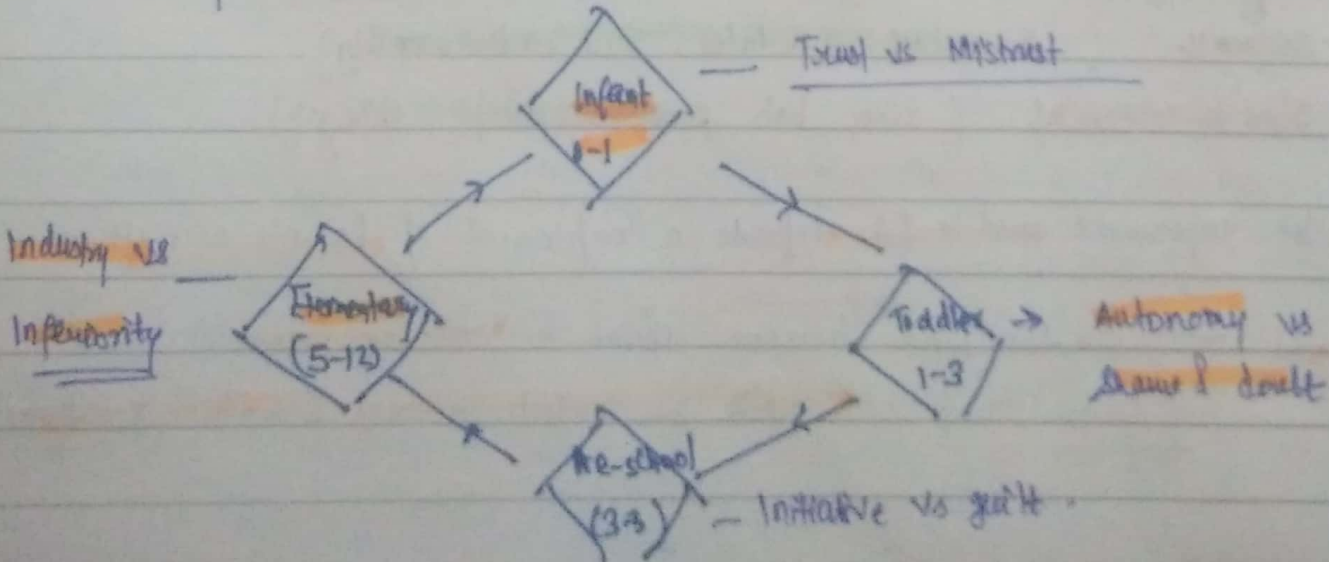 Infant
0-1
Trust vs Mistrust
Industry vs
Inferiority
Elementary
(5-12)
Toddler
1-3
Autonomy vs
Shame & doubt
Pre-school
(3-5)
Initiative vs guilt.